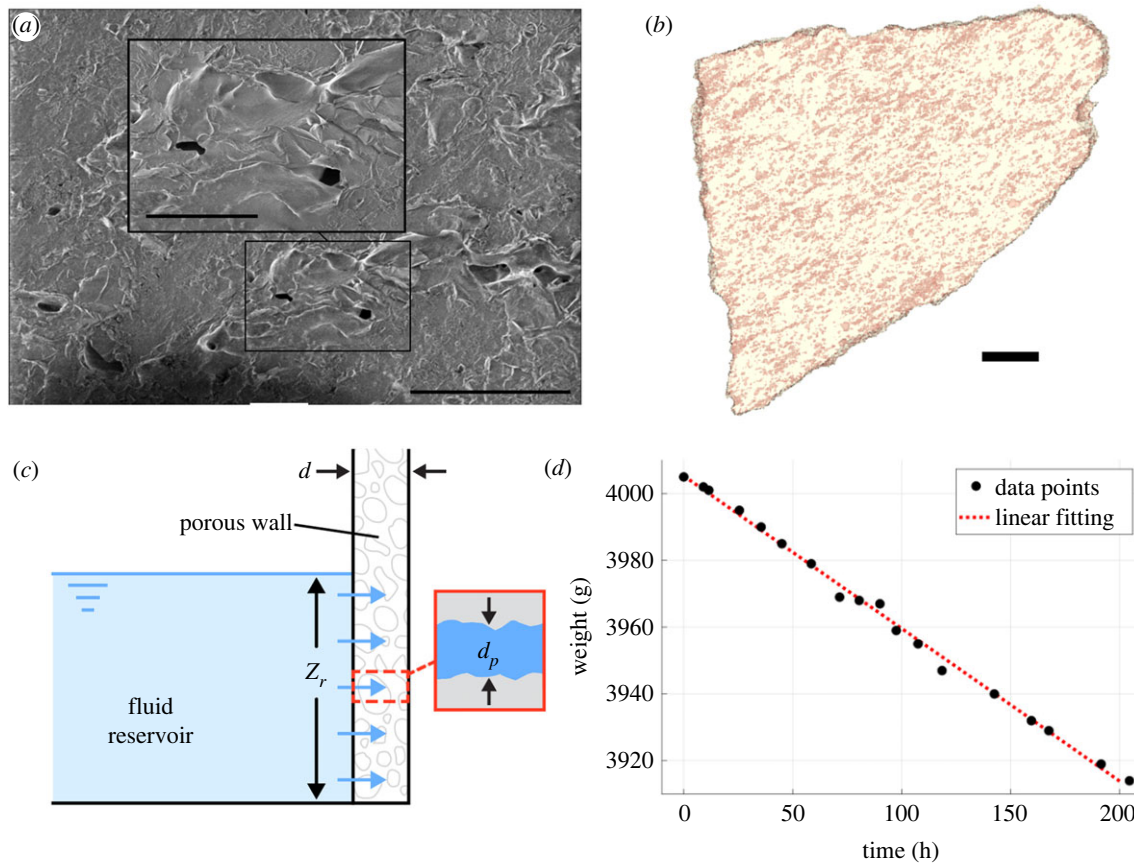 (a)
(b)
(c)
d
porous wall
Z_r
d_p
fluid
reservoir
(d)
data points
linear fitting
4000
3980
3960
3940
3920
weight (g)
0
50
100
150
200
time (h)